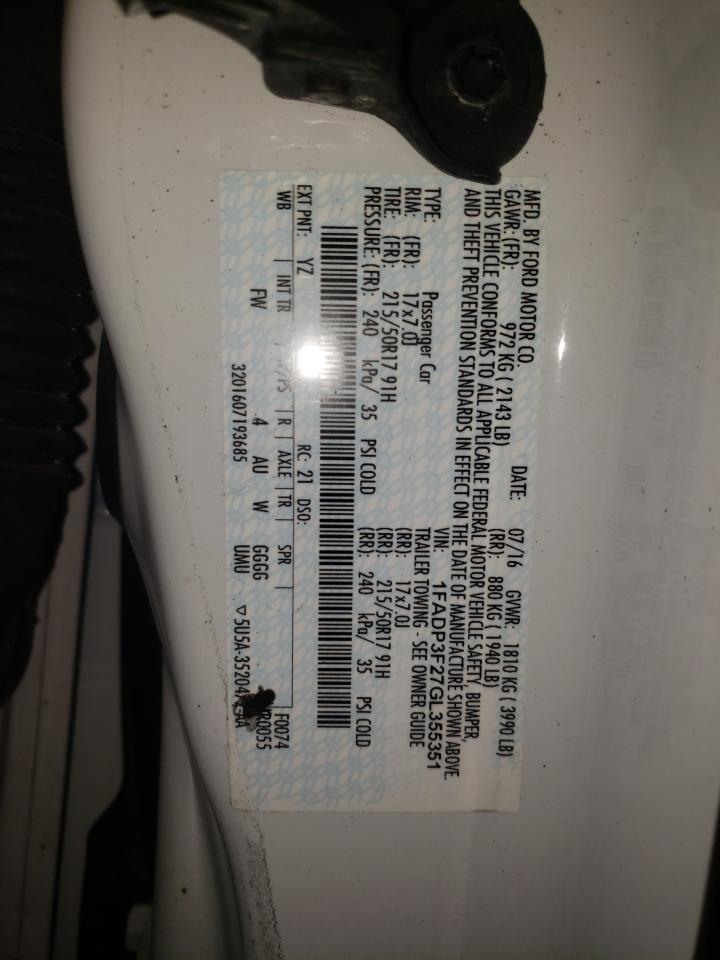 MFD. BY FORD MOTOR CO.
DATE: 07/16 GVWR: 1810 KG ( 3990 LB)
GAWR: (FR): 972 KG ( 2143 LB) (RR): 880 KG ( 1940 LB)
THIS VEHICLE CONFORMS TO ALL APPLICABLE FEDERAL MOTOR VEHICLE SAFETY, BUMPER,
AND THEFT PREVENTION STANDARDS IN EFFECT ON THE DATE OF MANUFACTURE SHOWN ABOVE.
VIN: 1FADP3F27GL355351
TYPE: Passenger Car TRAILER TOWING - SEE OWNER GUIDE
RIM: (FR): 17x7.0J (RR): 17x7.0J
TIRE: (FR): 215/50R17 91H (RR): 215/50R17 91H
PRESSURE: (FR): 240 kPa/ 35 PSI COLD (RR): 240 kPa/ 35 PSI COLD
EXT PNT: YZ RC: 21 DSO: F0074
WB INT TR R AXLE TR SPR R0055
FW 4 AU W GGGG
3201607193685 UMU ▽5U5A-35204